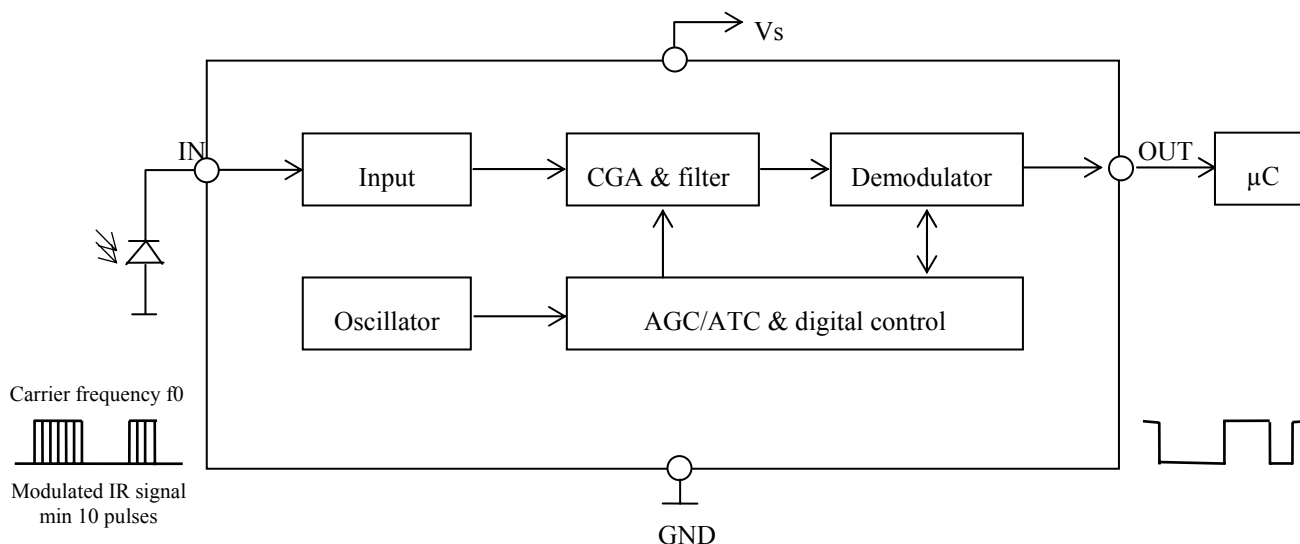 Vs
IN
OUT
Input
CGA & filter
Demodulator
µC
Oscillator
AGC/ATC & digital control
Carrier frequency f0
Modulated IR signal
min 10 pulses
GND